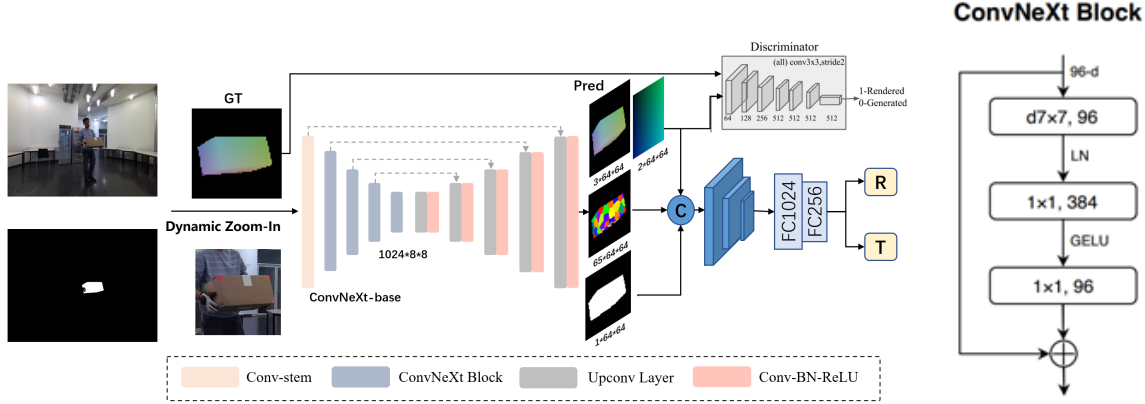 ConvNeXt Block
Discriminator
(all) conv3x3,stride2
64 128 256 512 512 512 512
1-Rendered
0-Generated
GT
Pred
3*64*64
2*64*64
65*64*64
1*64*64
Dynamic Zoom-In
1024*8*8
ConvNeXt-base
C
FC1024
FC256
R
T
Conv-stem
ConvNeXt Block
Upconv Layer
Conv-BN-ReLU
96-d
d7×7, 96
LN
1×1, 384
GELU
1×1, 96